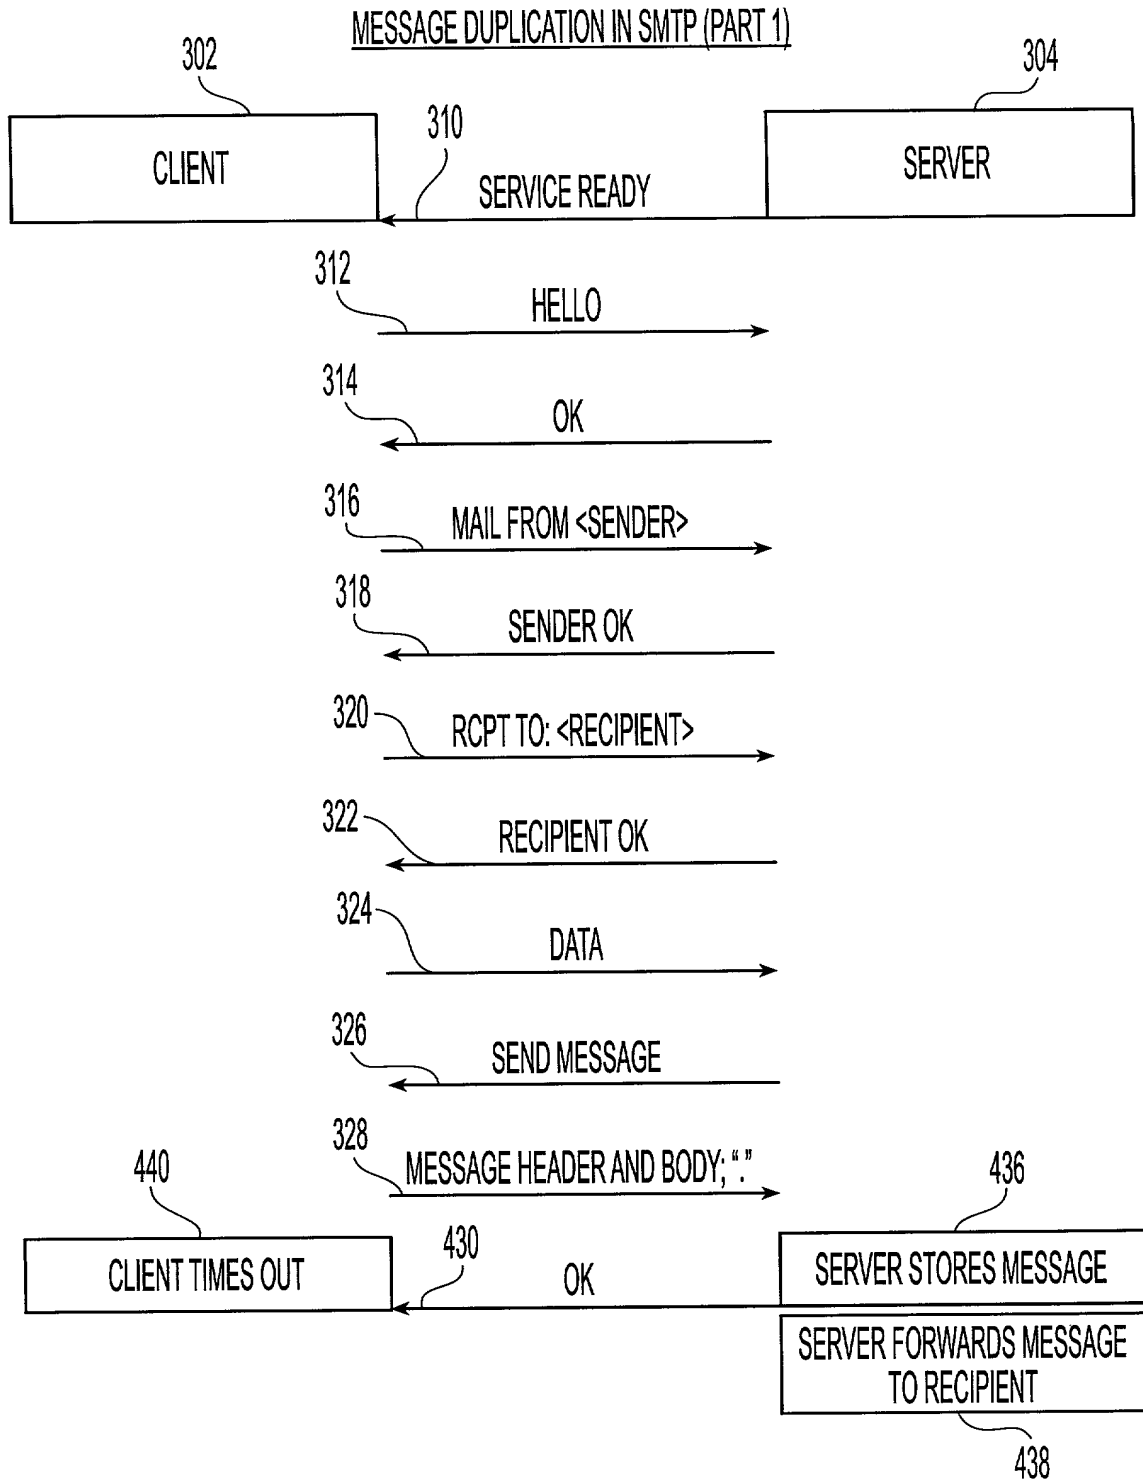 MESSAGE DUPLICATION IN SMTP (PART 1)
302
304
310
CLIENT
SERVER
SERVICE READY
312
HELLO
314
OK
316
MAIL FROM <SENDER>
318
SENDER OK
320
RCPT TO: <RECIPIENT>
322
RECIPIENT OK
324
DATA
326
SEND MESSAGE
328
MESSAGE HEADER AND BODY; “.”
440
436
430
CLIENT TIMES OUT
OK
SERVER STORES MESSAGE
SERVER FORWARDS MESSAGE
TO RECIPIENT
438